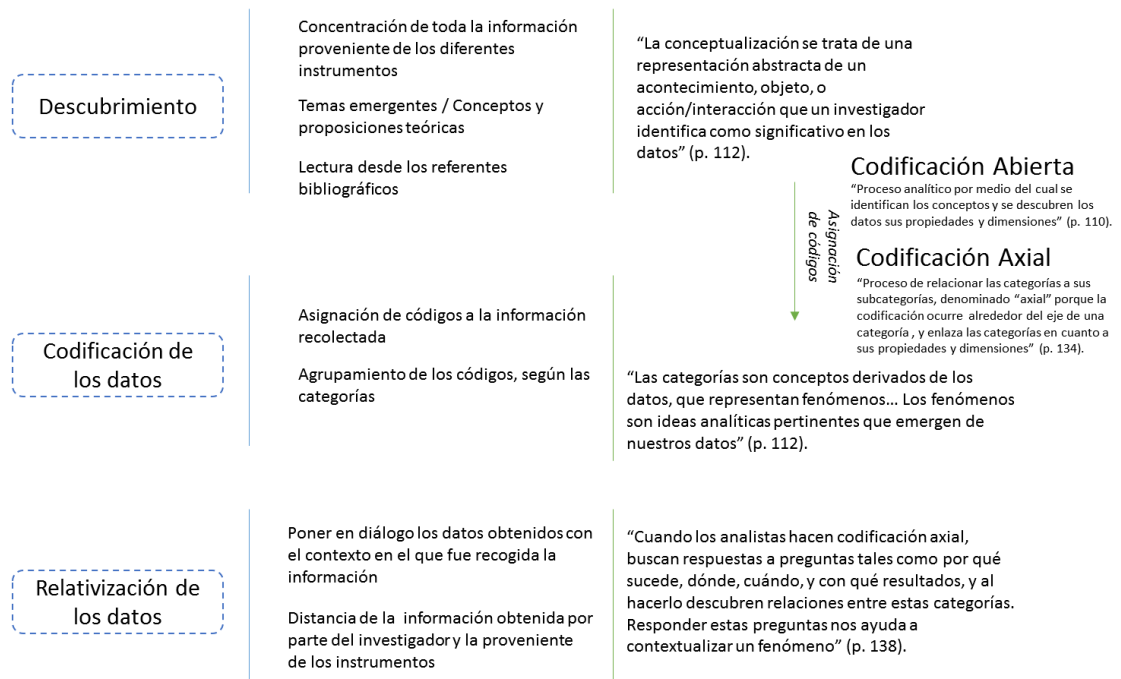 Descubrimiento
Concentración de toda la información
proveniente de los diferentes
instrumentos
Temas emergentes / Conceptos y
proposiciones teóricas
Lectura desde los referentes
bibliográficos
“La conceptualización se trata de una
representación abstracta de un
acontecimiento, objeto, o
acción/interacción que un investigador
identifica como significativo en los
datos” (p. 112).
Codificación Abierta
“Proceso analítico por medio del cual se
identifican los conceptos y se descubren los
datos sus propiedades y dimensiones” (p. 110).
Asignación
de códigos
Codificación Axial
“Proceso de relacionar las categorías a sus
subcategorías, denominado “axial” porque la
codificación ocurre alrededor del eje de una
categoría , y enlaza las categorías en cuanto a
sus propiedades y dimensiones” (p. 134).
Codificación de
los datos
Asignación de códigos a la información
recolectada
Agrupamiento de los códigos, según las
categorías
“Las categorías son conceptos derivados de los
datos, que representan fenómenos... Los fenómenos
son ideas analíticas pertinentes que emergen de
nuestros datos” (p. 112).
Relativización de
los datos
Poner en diálogo los datos obtenidos con
el contexto en el que fue recogida la
información
Distancia de la información obtenida por
parte del investigador y la proveniente
de los instrumentos
“Cuando los analistas hacen codificación axial,
buscan respuestas a preguntas tales como por qué
sucede, dónde, cuándo, y con qué resultados, y al
hacerlo descubren relaciones entre estas categorías.
Responder estas preguntas nos ayuda a
contextualizar un fenómeno” (p. 138).